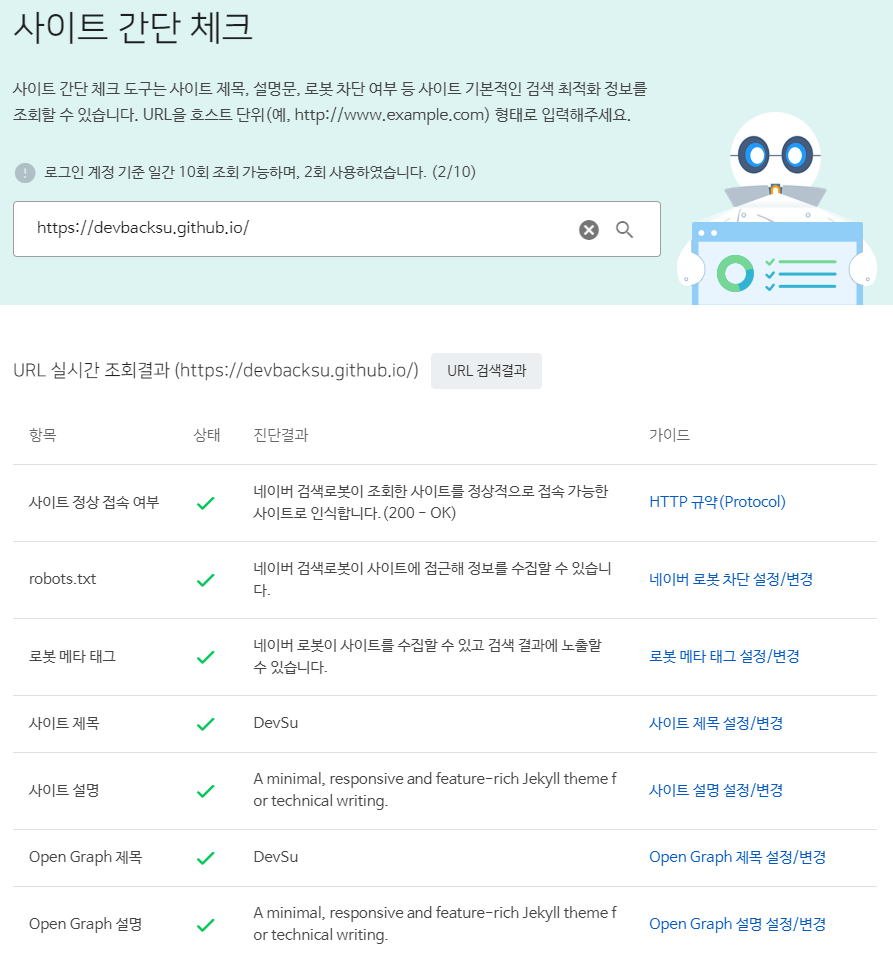 사이트 간단 체크
사이트 간단 체크 도구는 사이트 제목, 설명문, 로봇 차단 여부 등 사이트 기본적인 검색 최적화 정보를
조회할 수 있습니다. URL을 호스트 단위(예, http://www.example.com) 형태로 입력해주세요.
로그인 계정 기준 일간 10회 조회 가능하며, 2회 사용하였습니다. (2/10)
https://devbacksu.github.io/
URL 실시간 조회결과 (https://devbacksu.github.io/) URL 검색결과
항목 상태 진단결과 가이드
사이트 정상 접속 여부 네이버 검색로봇이 조회한 사이트를 정상적으로 접속 가능한
사이트로 인식합니다.(200 - OK) HTTP 규약(Protocol)
robots.txt 네이버 검색로봇이 사이트에 접근해 정보를 수집할 수 있습니
다. 네이버 로봇 차단 설정/변경
로봇 메타 태그 네이버 로봇이 사이트를 수집할 수 있고 검색 결과에 노출할
수 있습니다. 로봇 메타 태그 설정/변경
사이트 제목 DevSu 사이트 제목 설정/변경
사이트 설명 A minimal, responsive and feature-rich Jekyll theme f
or technical writing. 사이트 설명 설정/변경
Open Graph 제목 DevSu Open Graph 제목 설정/변경
Open Graph 설명 A minimal, responsive and feature-rich Jekyll theme f
or technical writing. Open Graph 설명 설정/변경